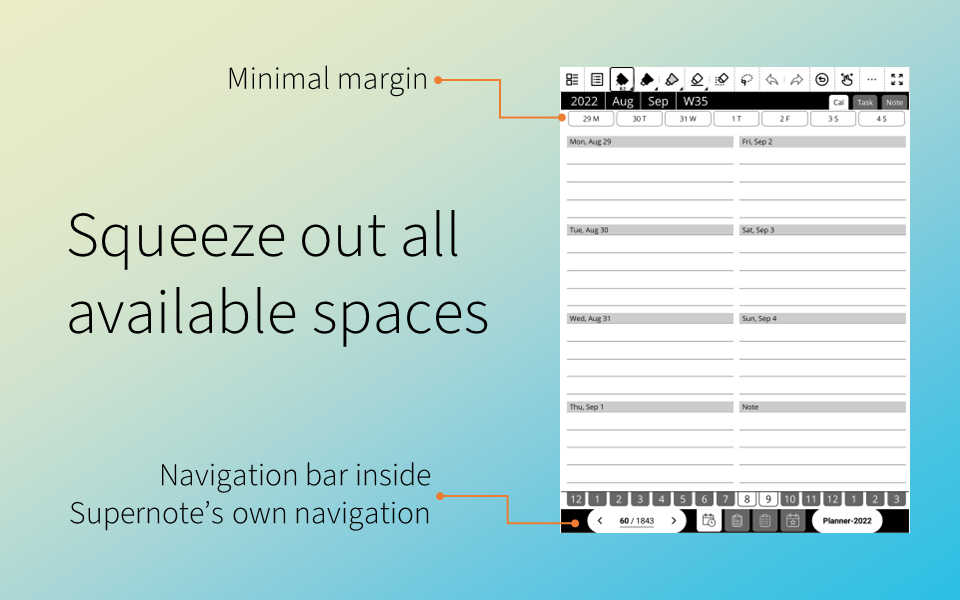 Minimal margin
Squeeze out all
available spaces
Navigation bar inside
Supernote’s own navigation
2022 Aug Sep W35
Cal Task Note
29 M 30 T 31 W 1 T 2 F 3 S 4 S
Mon, Aug 29 Fri, Sep 2
Tue, Aug 30 Sat, Sep 3
Wed, Aug 31 Sun, Sep 4
Thu, Sep 1 Note
12 1 2 3 4 5 6 7 8 9 10 11 12 1 2 3
60 / 1843 Planner-2022